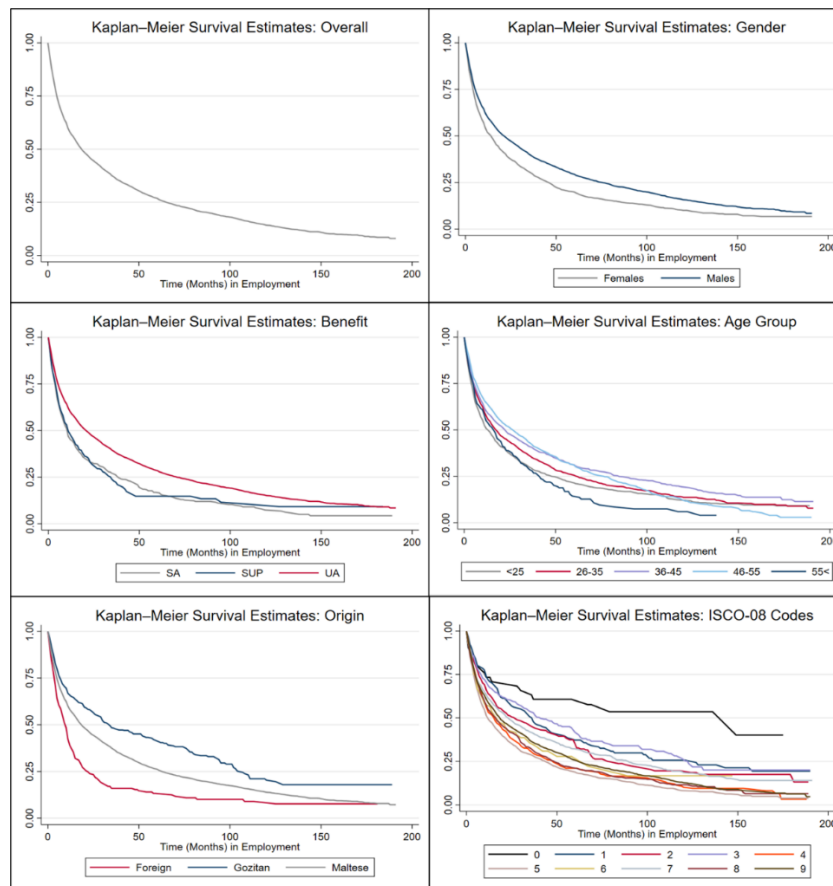 Kaplan–Meier Survival Estimates: Overall
1.00
0.75
0.50
0.25
0.00
0 50 100 150 200
Time (Months) in Employment
Kaplan–Meier Survival Estimates: Gender
1.00
0.75
0.50
0.25
0.00
0 50 100 150 200
Time (Months) in Employment
Females Males
Kaplan–Meier Survival Estimates: Benefit
1.00
0.75
0.50
0.25
0.00
0 50 100 150 200
Time (Months) in Employment
SA SUP UA
Kaplan–Meier Survival Estimates: Age Group
1.00
0.75
0.50
0.25
0.00
0 50 100 150 200
Time (Months) in Employment
<25 26-35 36-45 46-55 55<
Kaplan–Meier Survival Estimates: Origin
1.00
0.75
0.50
0.25
0.00
0 50 100 150 200
Time (Months) in Employment
Foreign Gozitan Maltese
Kaplan–Meier Survival Estimates: ISCO-08 Codes
1.00
0.75
0.50
0.25
0.00
0 50 100 150 200
Time (Months) in Employment
0 1 2 3 4
5 6 7 8 9